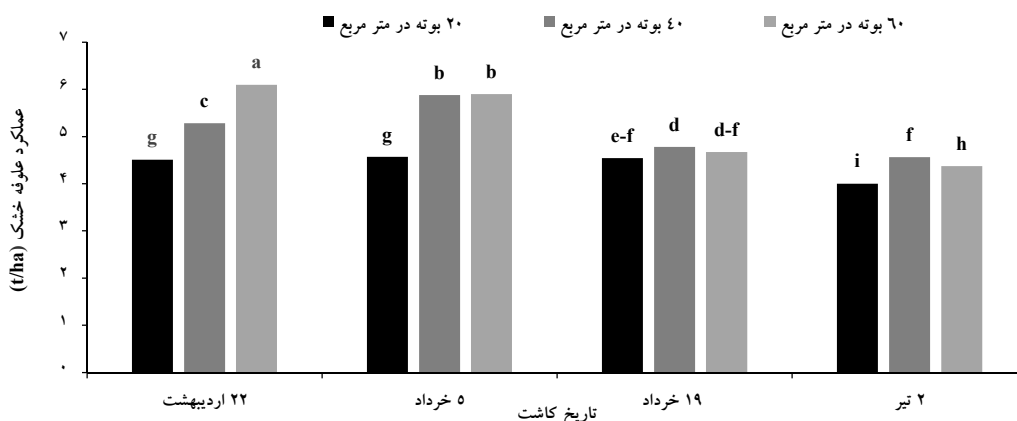 ۲۰ بوته در متر مربع
۴۰ بوته در متر مربع
۶۰ بوته در متر مربع
عملکرد علوفه خشک (t/ha)
۷
۶
۵
۴
۳
۲
۱
۰
g c a
g b b
e-f d d-f
i f h
۲۲ اردیبهشت
۵ خرداد
۱۹ خرداد
۲ تیر
تاریخ کاشت